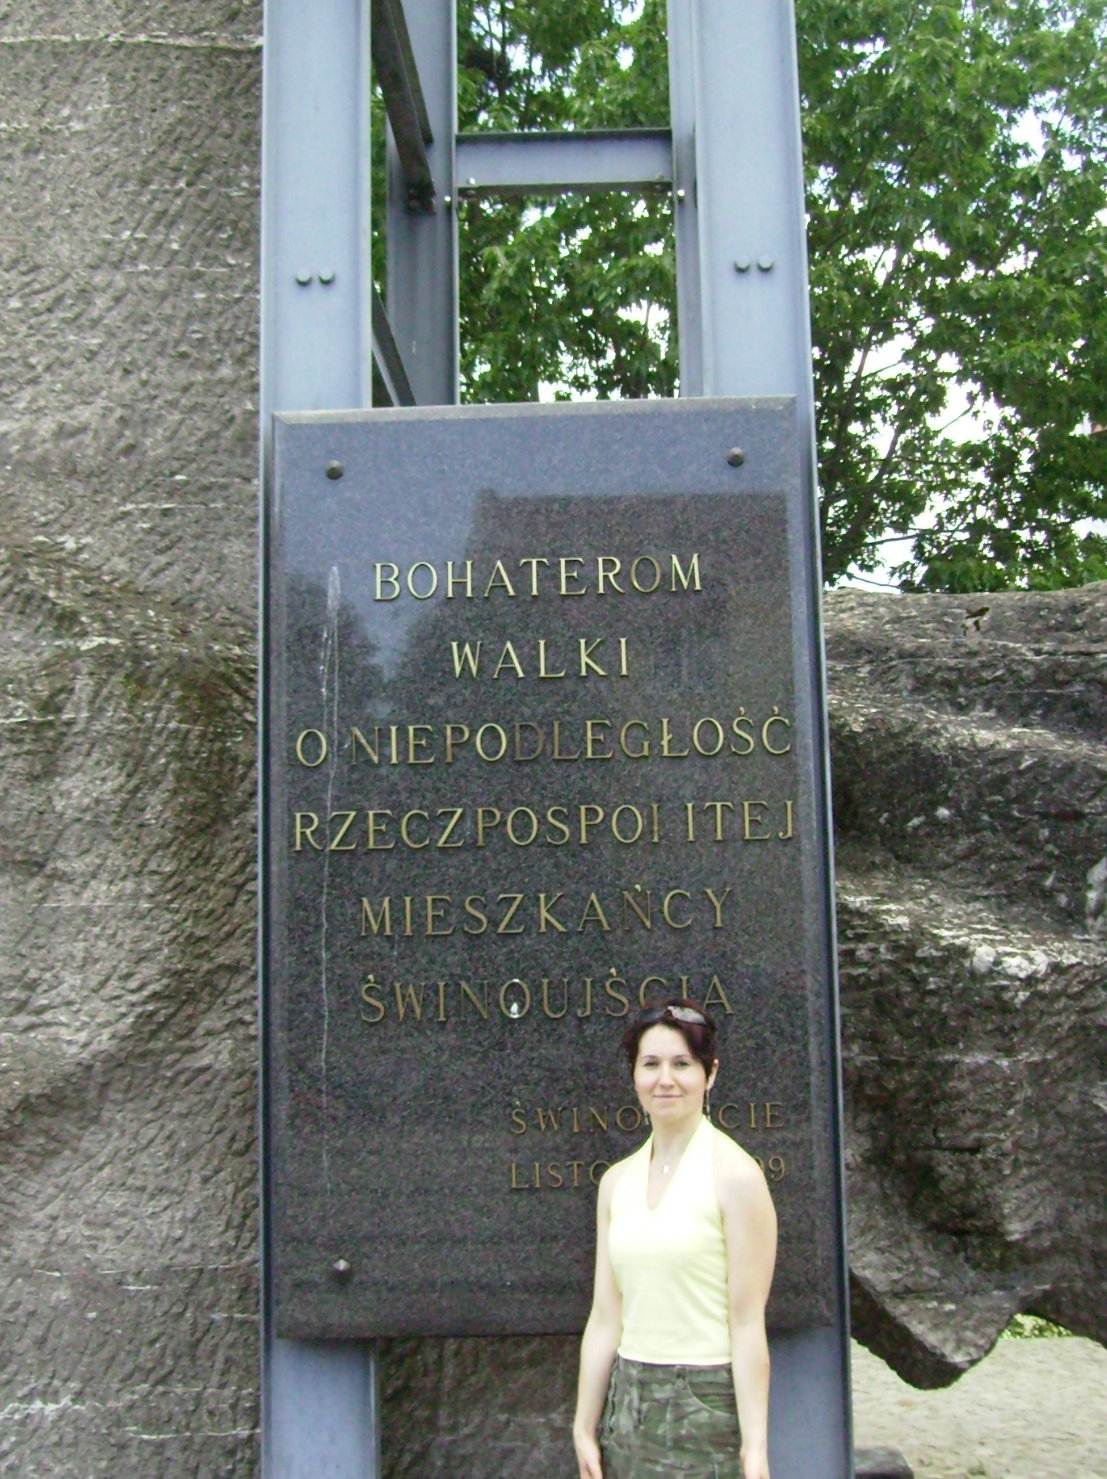 BOHATEROM
WALKI
O NIEPODLEGŁOŚĆ
RZECZPOSPOLITEJ
MIESZKAŃCY
ŚWINOUJŚCIA